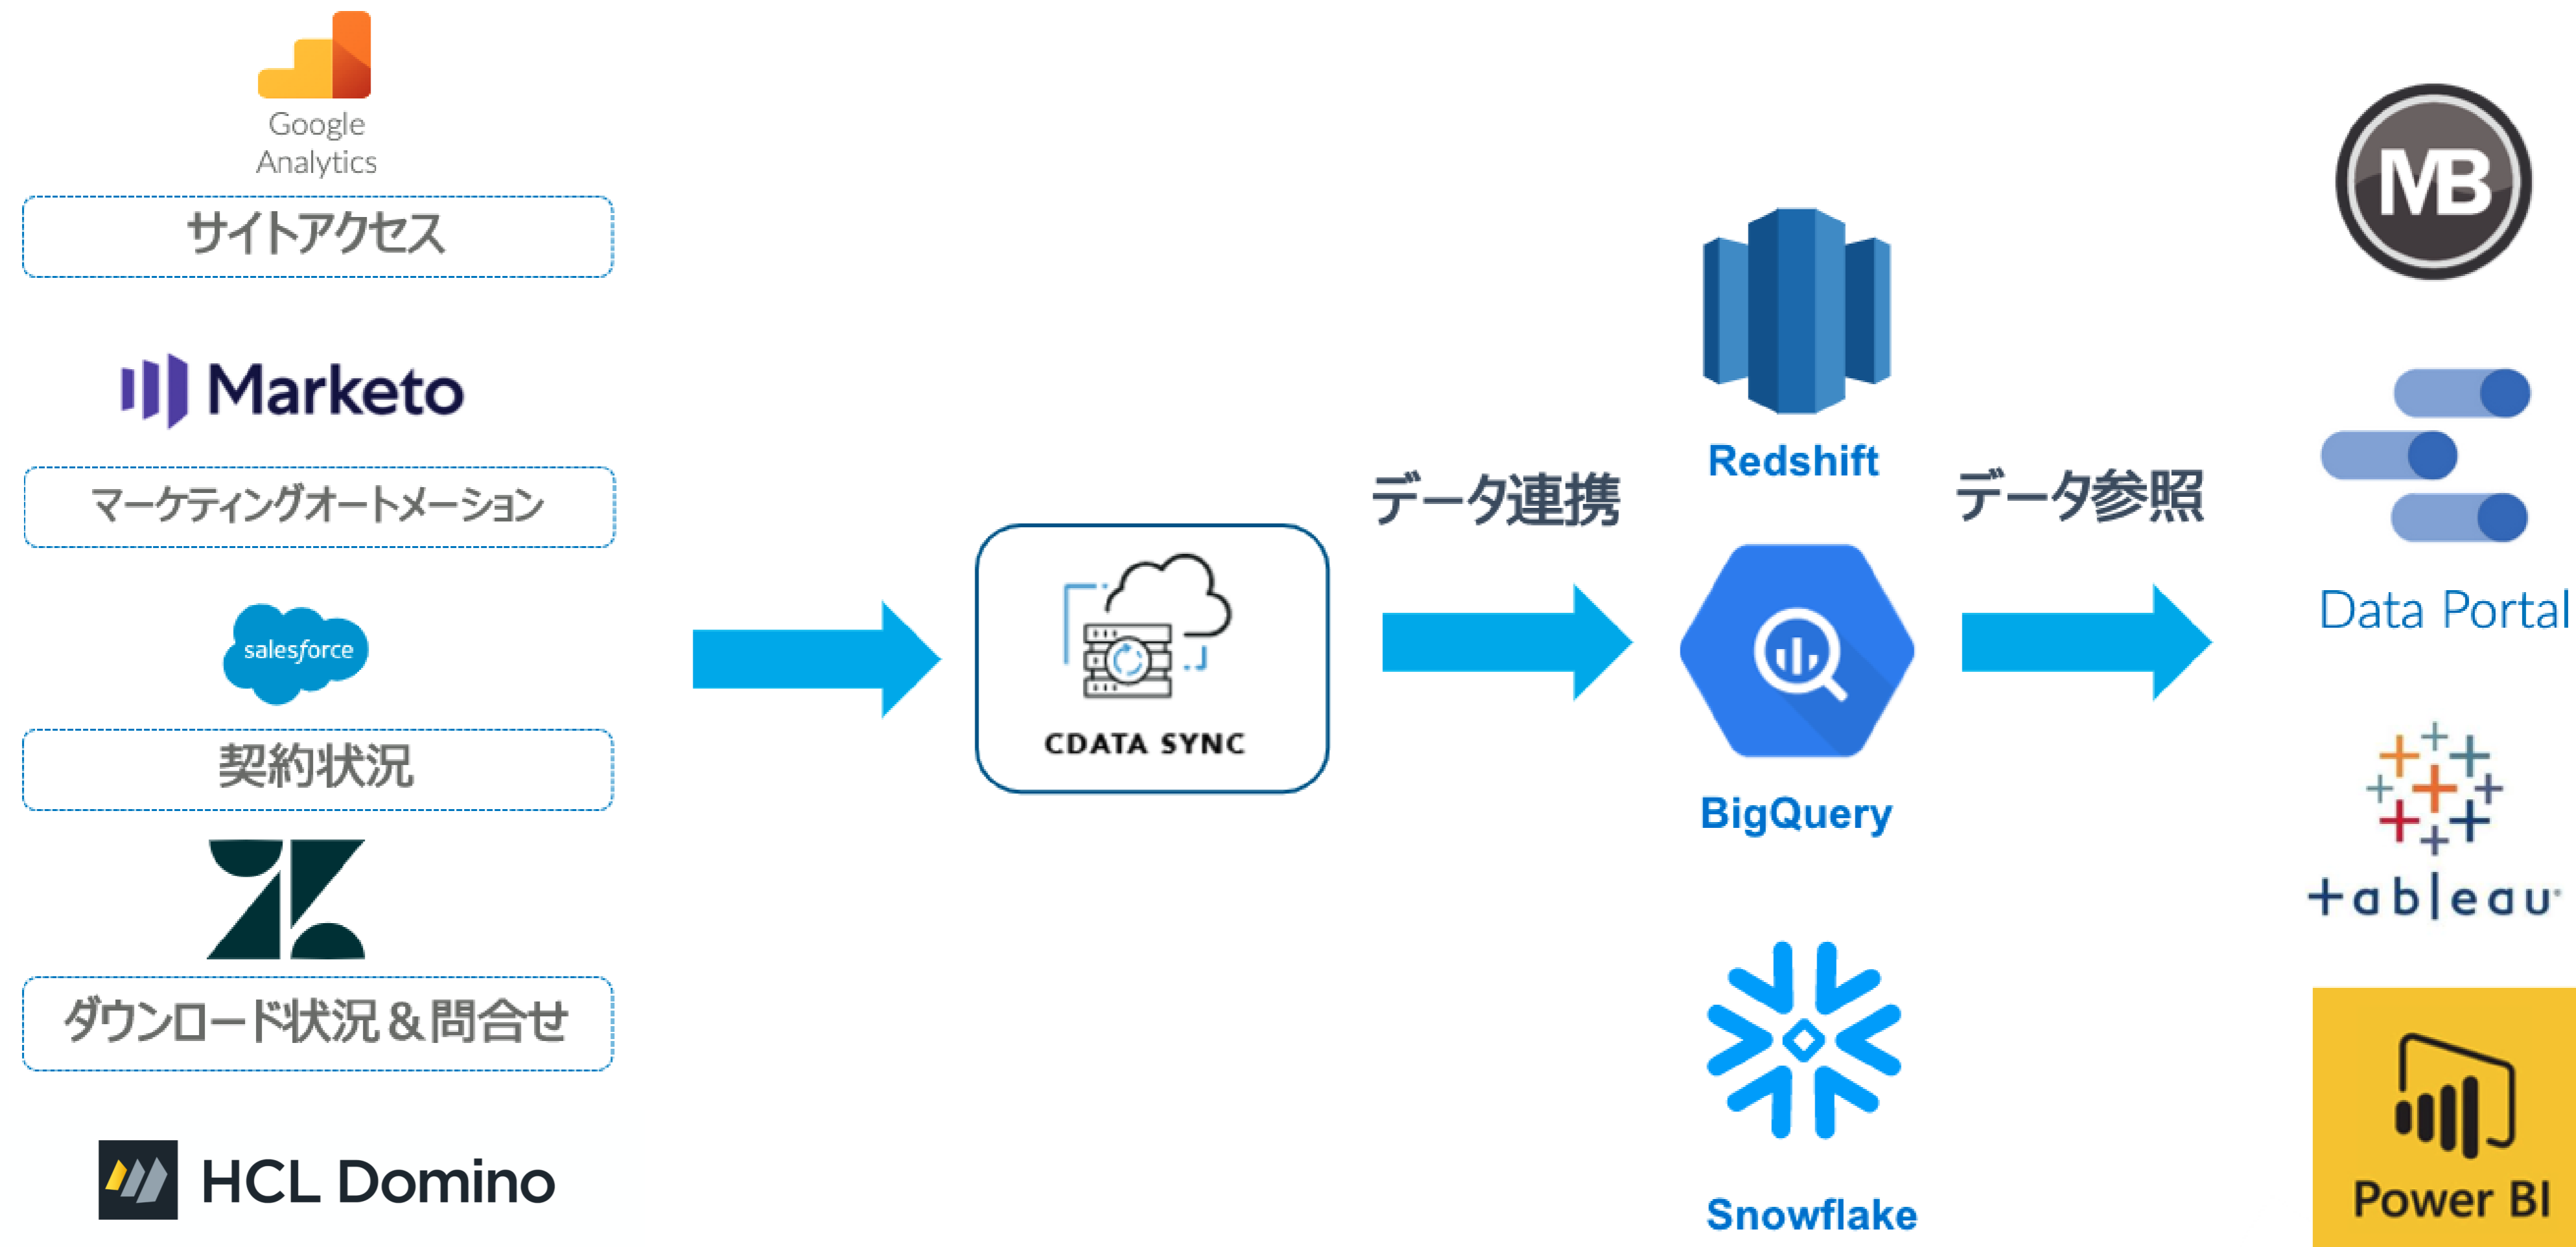 Google
Analytics
サイトアクセス
Marketo
マーケティングオートメーション
salesforce
契約状況
ダウンロード状況＆問合せ
HCL Domino
CDATA SYNC
データ連携
Redshift
BigQuery
Snowflake
データ参照
MB
Data Portal
+ableau
Power BI